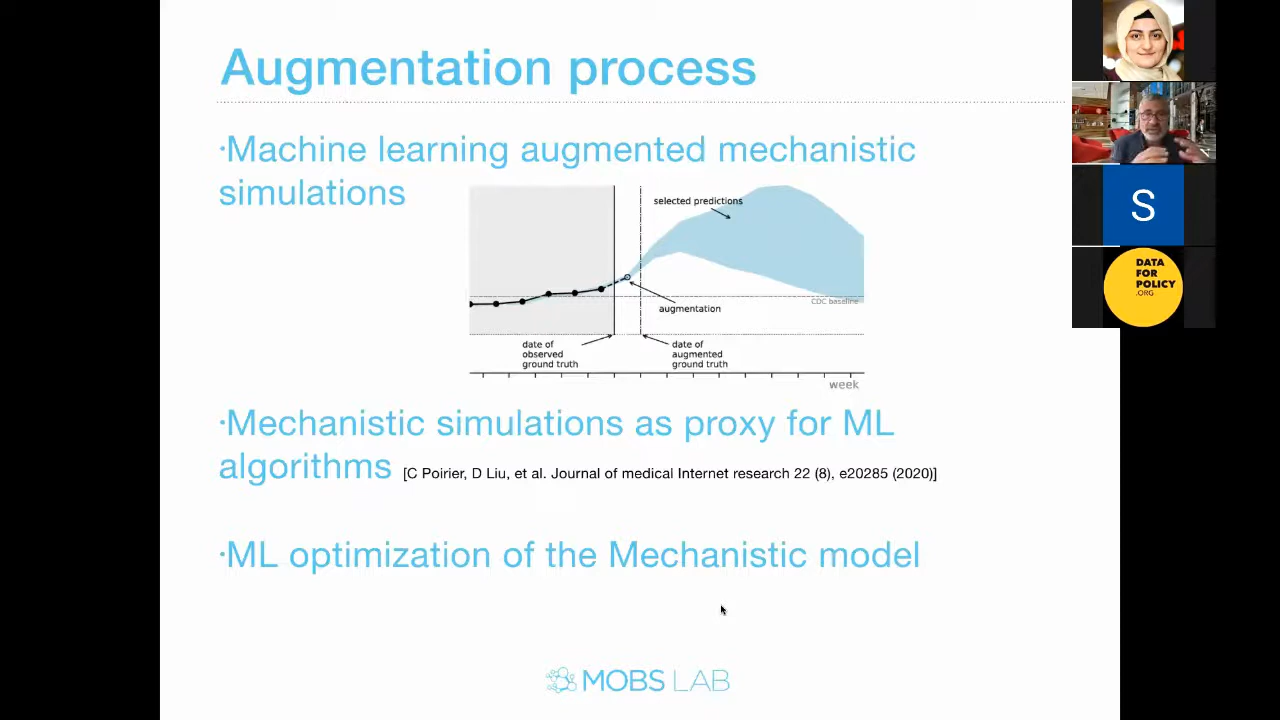 Augmentation process
·Machine learning augmented mechanistic
simulations
selected predictions
CDC baseline
augmentation
date of
observed
ground truth
date of
augmented
ground truth
week
·Mechanistic simulations as proxy for ML
algorithms [C Poirier, D Liu, et al. Journal of medical Internet research 22 (8), e20285 (2020)]
·ML optimization of the Mechanistic model
MOBS LAB
S
DATA
FOR
POLICY
.ORG